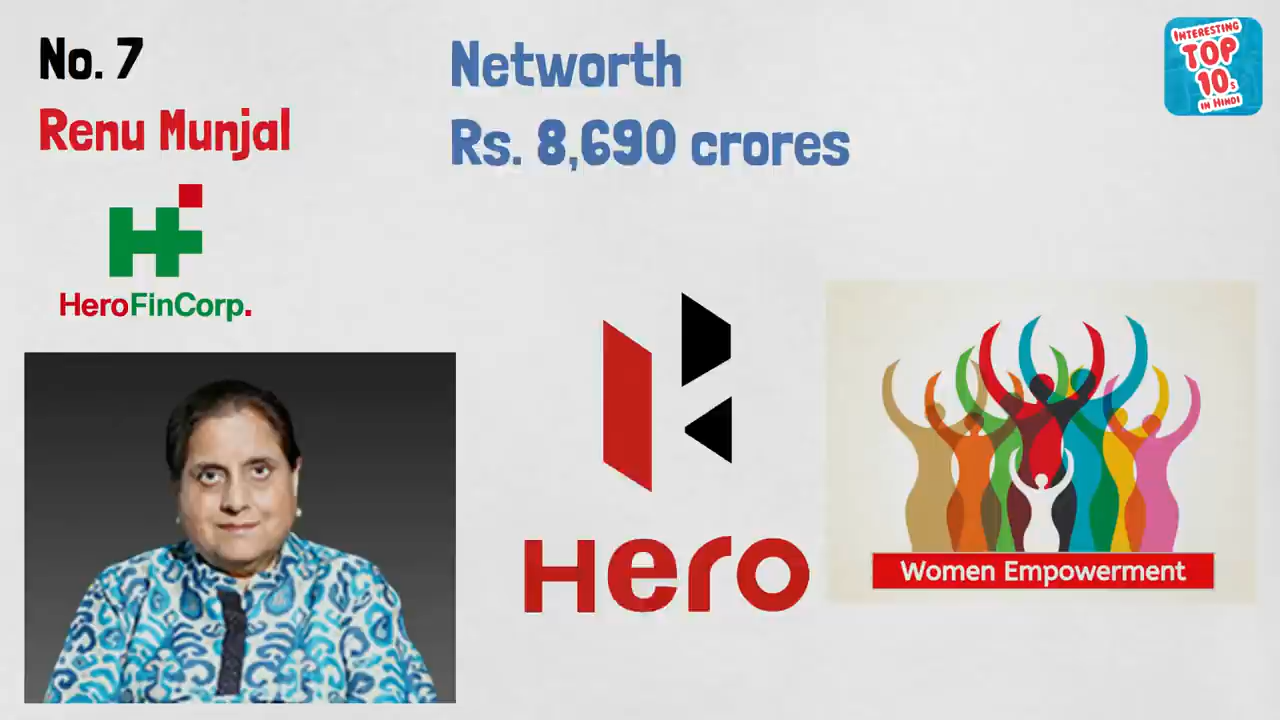 No. 7
Renu Munjal
Networth
Rs. 8,690 crores
INTERESTING
TOP
10s
IN HINDI
HeroFinCorp.
Hero
Women Empowerment